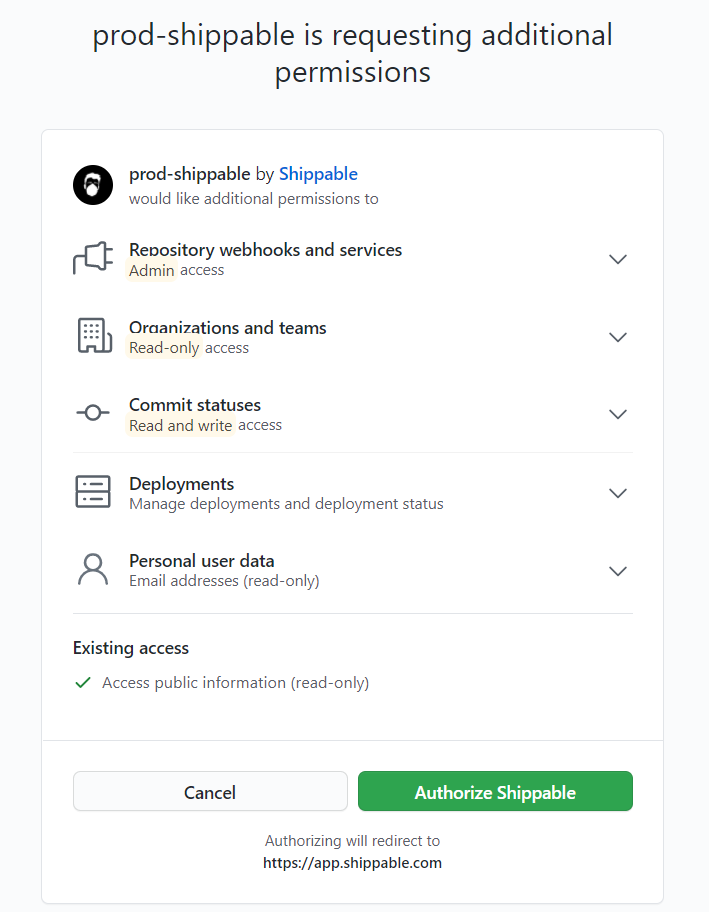 prod-shippable is requesting additional
permissions
prod-shippable by Shippable
would like additional permissions to
Repository webhooks and services
Admin access
Organizations and teams
Read-only access
Commit statuses
Read and write access
Deployments
Manage deployments and deployment status
Personal user data
Email addresses (read-only)
Existing access
Access public information (read-only)
Cancel
Authorize Shippable
Authorizing will redirect to
https://app.shippable.com